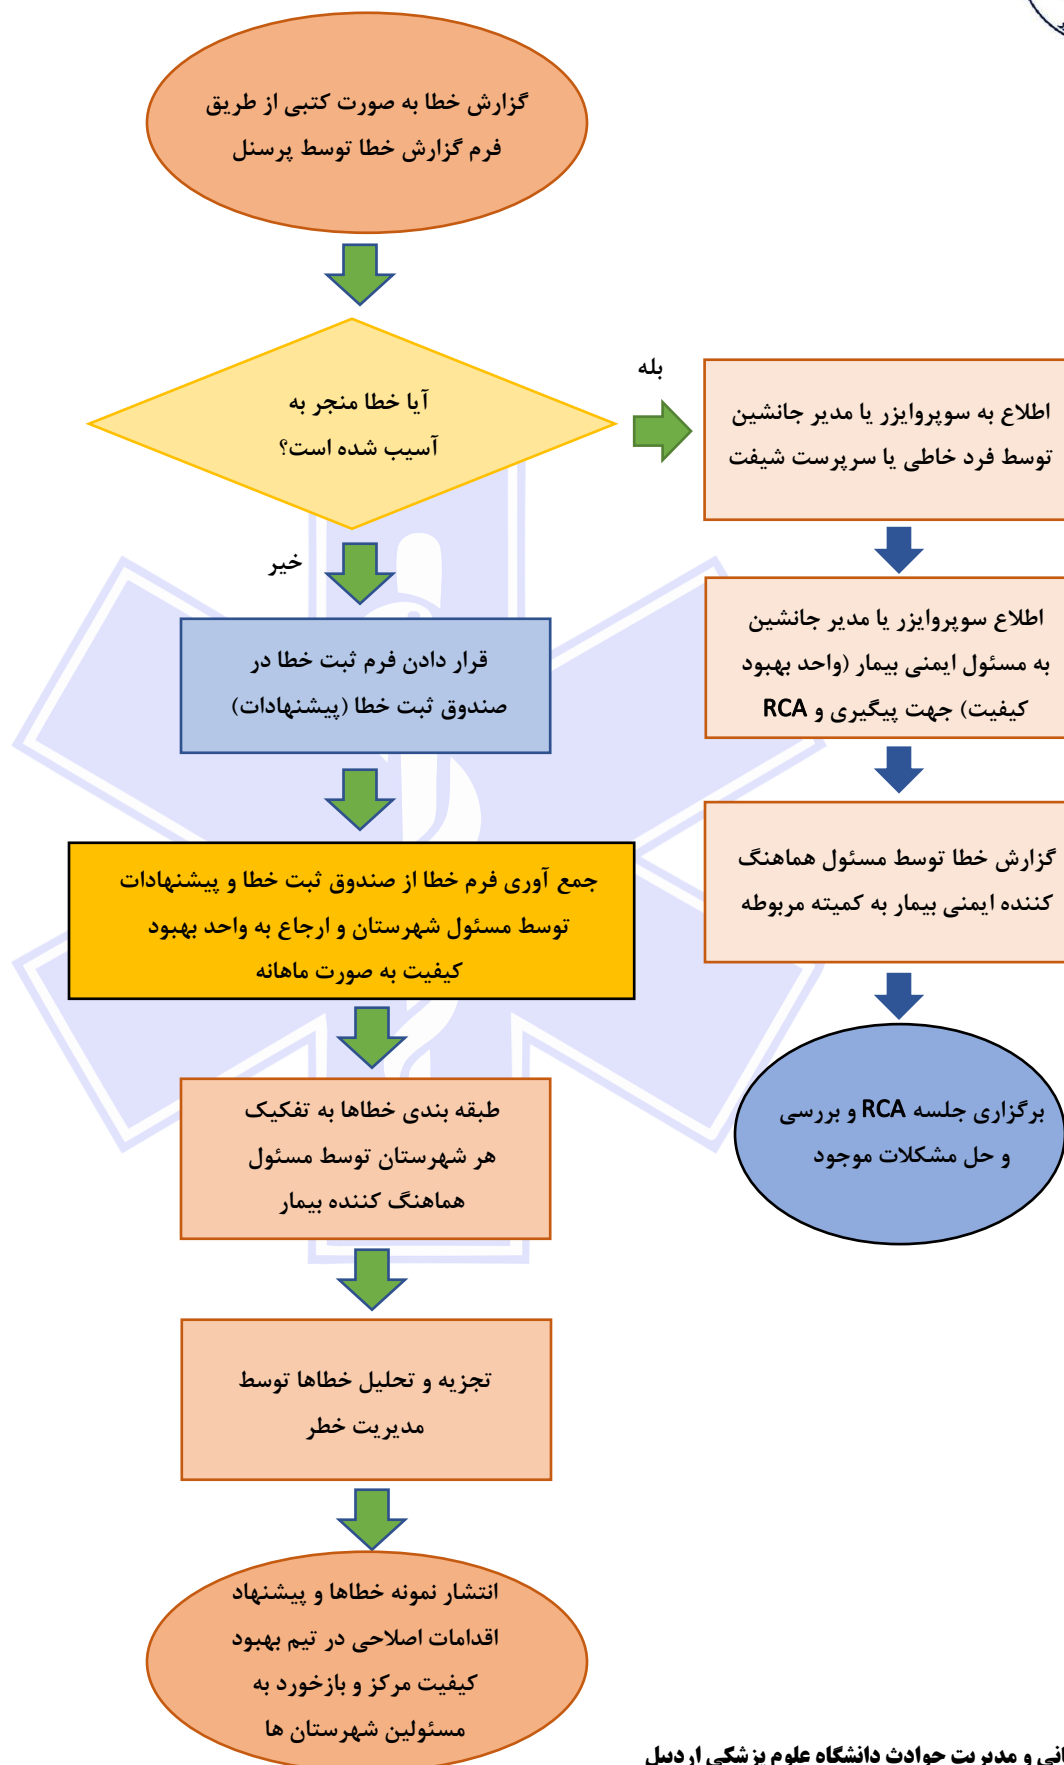 گزارش خطا به صورت کتبی از طریق
فرم گزارش خطا توسط پرسنل
آیا خطا منجر به
آسیب شده است؟
بله
اطلاع به سوپروایزر یا مدیر جانشین
توسط فرد خاطی یا سرپرست شیفت
اطلاع سوپروایزر یا مدیر جانشین
به مسئول ایمنی بیمار (واحد بهبود
کیفیت) جهت پیگیری و RCA
گزارش خطا توسط مسئول هماهنگ
کننده ایمنی بیمار به کمیته مربوطه
برگزاری جلسه RCA و بررسی
و حل مشکلات موجود
خیر
قرار دادن فرم ثبت خطا در
صندوق ثبت خطا (پیشنهادات)
جمع آوری فرم خطا از صندوق ثبت خطا و پیشنهادات
توسط مسئول شهرستان و ارجاع به واحد بهبود
کیفیت به صورت ماهانه
طبقه بندی خطاها به تفکیک
هر شهرستان توسط مسئول
هماهنگ کننده بیمار
تجزیه و تحلیل خطاها توسط
مدیریت خطر
انتشار نمونه خطاها و پیشنهاد
اقدامات اصلاحی در تیم بهبود
کیفیت مرکز و بازخورد به
مسئولین شهرستان ها
و مدیریت حوادث دانشگاه علوم پزشکی اردبیل